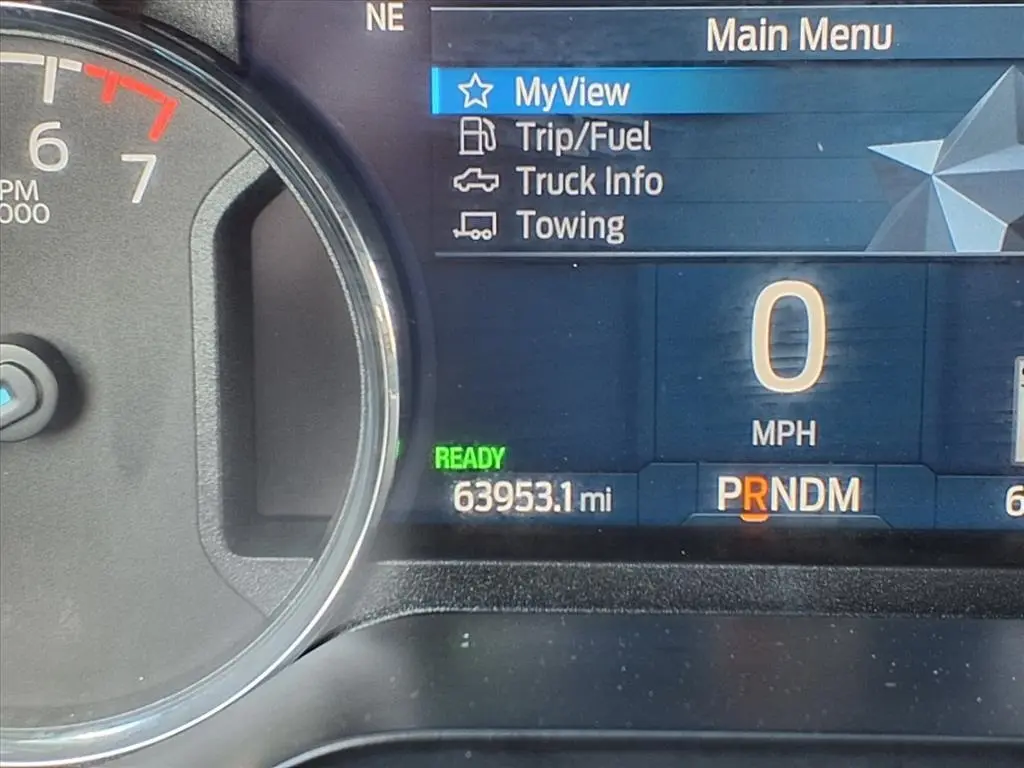 NE
Main Menu
MyView
Trip/Fuel
Truck Info
Towing
6
7
PM
000
0
MPH
READY
63953.1 mi
PRNDM
6